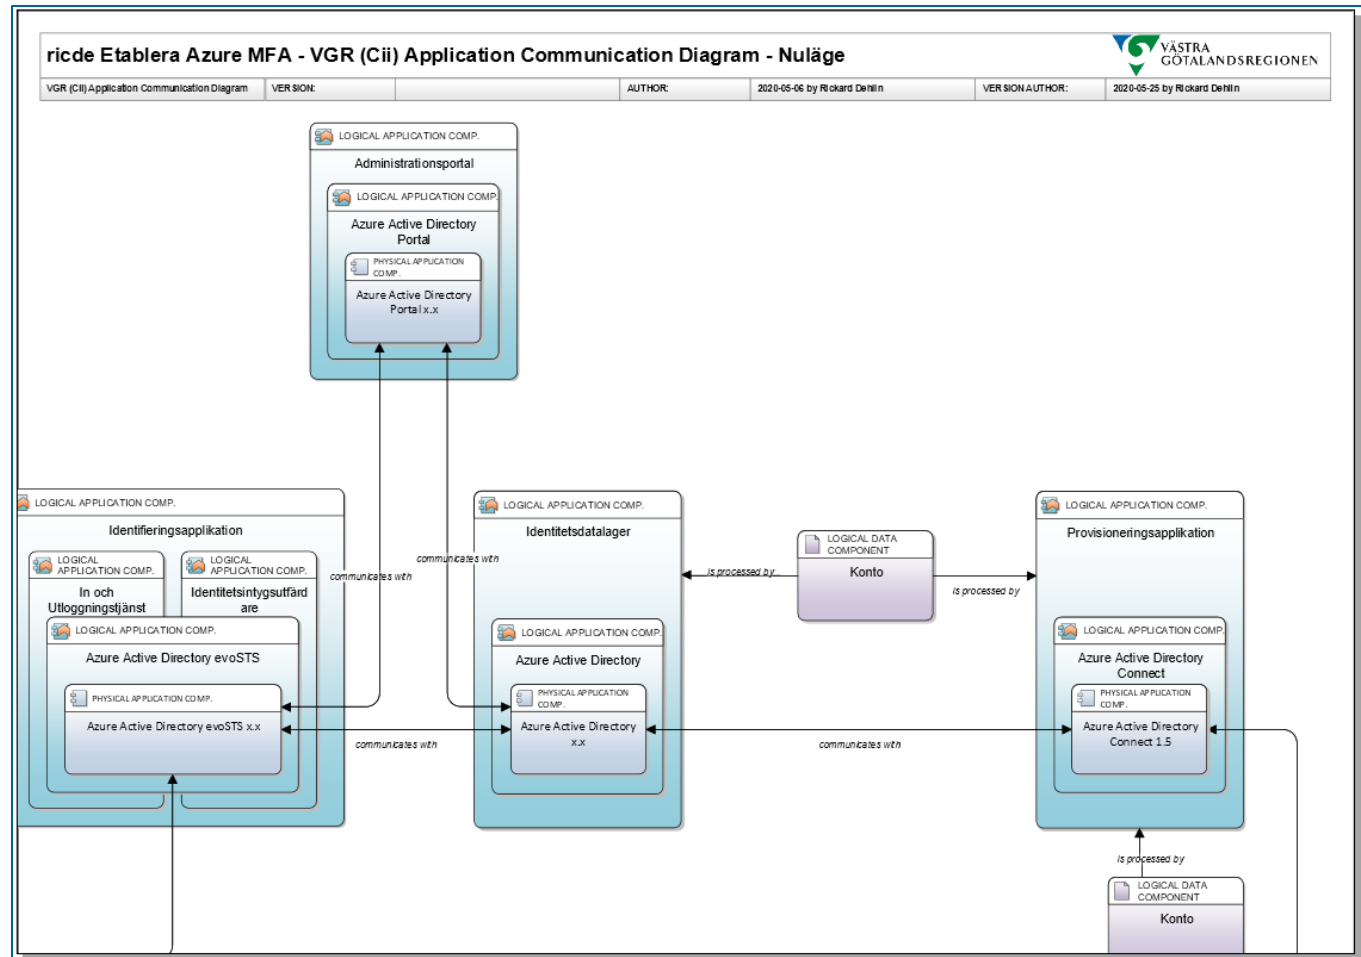 ricde Etablera Azure MFA - VGR (Cii) Application Communication Diagram - Nuläge
VÄSTRA
GÖTALANDSREGIONEN
VGR (Cii) Application Communication Diagram
VERSION:
AUTHOR:
2020-05-06 by Rickard Dehlin
VERSION AUTHOR:
2020-05-25 by Rickard Dehlin
LOGICAL APPLICATION COMP.
Administrationsportal
LOGICAL APPLICATION COMP.
Azure Active Directory
Portal
PHYSICAL APPLICATION
COMP.
Azure Active Directory
Portal x.x
LOGICAL APPLICATION COMP.
Identifieringsapplikation
LOGICAL
APPLICATION COMP.
In och
Utloggningstjänst
LOGICAL
APPLICATION COMP.
Identitetsintygsutfärd
are
LOGICAL APPLICATION COMP.
Azure Active Directory evoSTS
PHYSICAL APPLICATION COMP.
Azure Active Directory evoSTS x.x
communicates with
communicates with
communicates with
LOGICAL APPLICATION COMP.
Identitetsdatalager
LOGICAL APPLICATION COMP.
Azure Active Directory
PHYSICAL APPLICATION
COMP.
Azure Active Directory
x.x
is processed by...
LOGICAL DATA
COMPONENT
Konto
is processed by
communicates with
LOGICAL APPLICATION COMP.
Provisioneringsapplikation
LOGICAL APPLICATION COMP.
Azure Active Directory
Connect
PHYSICAL APPLICATION
COMP.
Azure Active Directory
Connect 1.5
is processed by
LOGICAL DATA
COMPONENT
Konto